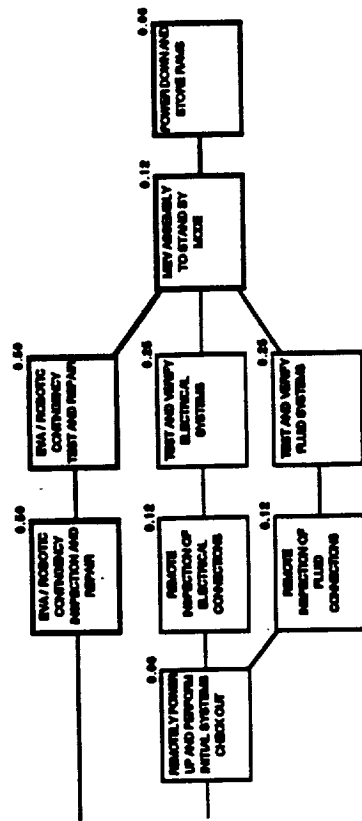 0.50
EVA / ROBOTIC
CONTINGENCY
INSPECTION AND
REPAIR
0.50
EVA / ROBOTIC
CONTINGENCY
TEST AND REPAIR
0.06
REMOTELY POWER
UP AND PERFORM
INITIAL SYSTEMS
CHECK OUT
0.12
REMOTE
INSPECTION OF
ELECTRICAL
CONNECTIONS
0.25
TEST AND VERIFY
ELECTRICAL
SYSTEMS
0.12
MEV ASSEMBLY
TO STAND BY
MODE
0.06
POWER DOWN AND
STORE RAMS
0.12
REMOTE
INSPECTION OF
FLUID
CONNECTIONS
0.25
TEST AND VERIFY
FLUID SYSTEMS